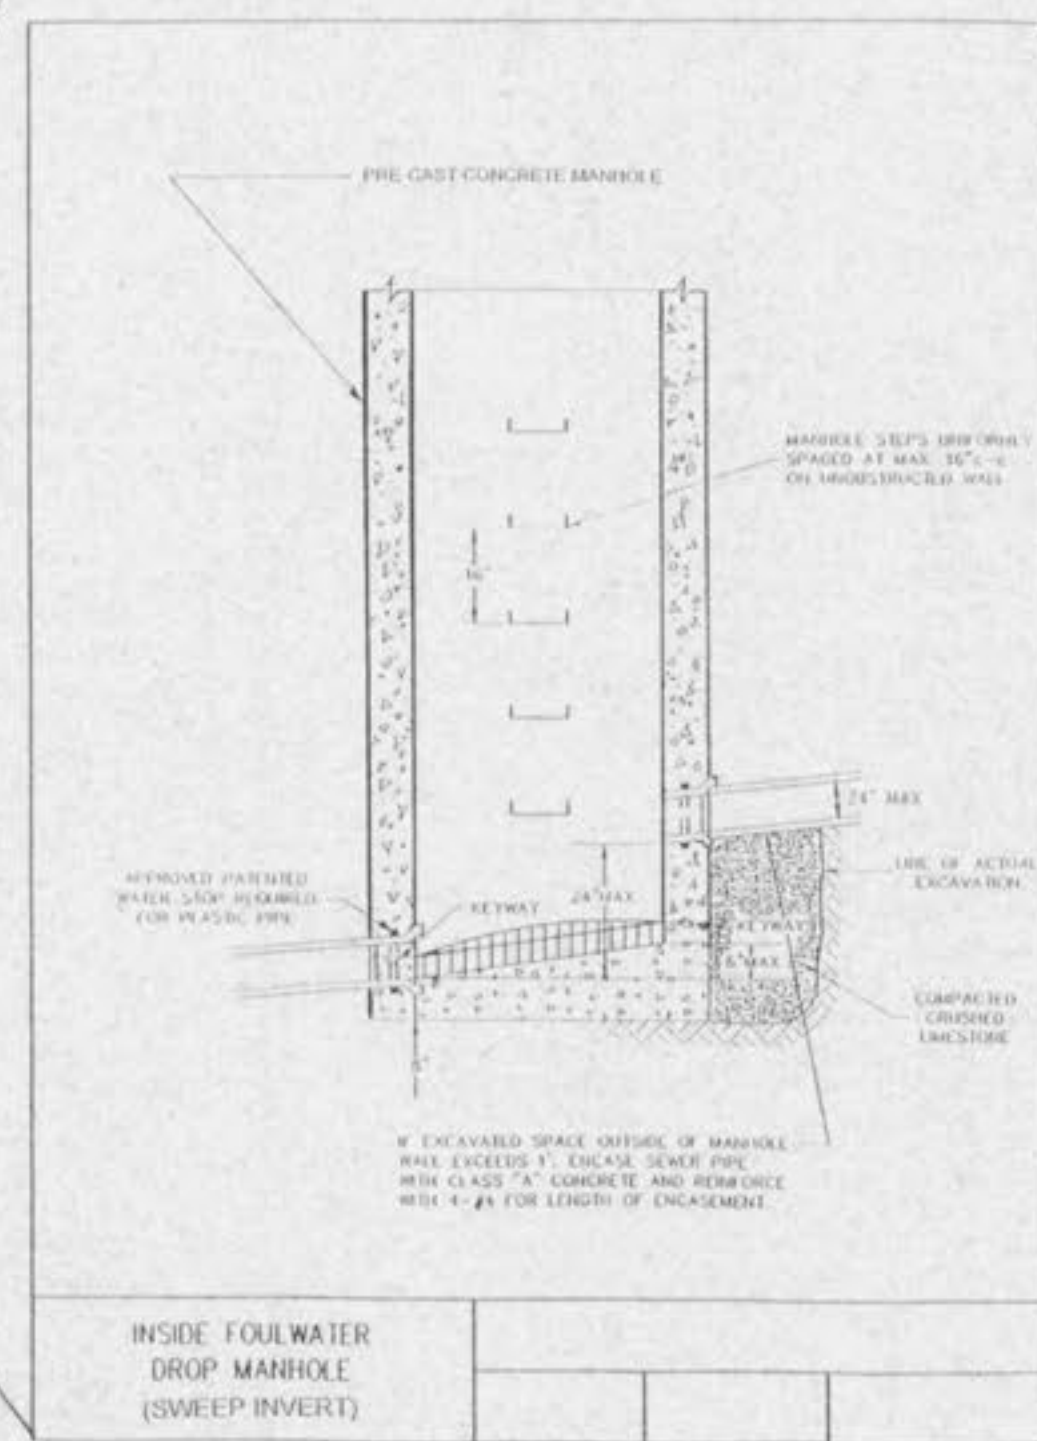 PRE-CAST CONCRETE MANHOLE
MANHOLE STEPS UNIFORMLY
SPACED AT MAX. 16" c-c
ON UNOBSTRUCTED WALL
24" MAX
LINE OF ACTUAL
EXCAVATION
APPROVED PATENTED
WATER STOP REQUIRED
FOR PLASTIC PIPE
KEYWAY
24" MAX
KEYWAY
6" MAX
COMPACTED
CRUSHED
LIMESTONE
IF EXCAVATED SPACE OUTSIDE OF MANHOLE
WALL EXCEEDS 1', ENCASE SEWER PIPE
WITH CLASS "A" CONCRETE AND REINFORCE
WITH 4-#4 FOR LENGTH OF ENCASEMENT
INSIDE FOULWATER
DROP MANHOLE
(SWEEP INVERT)